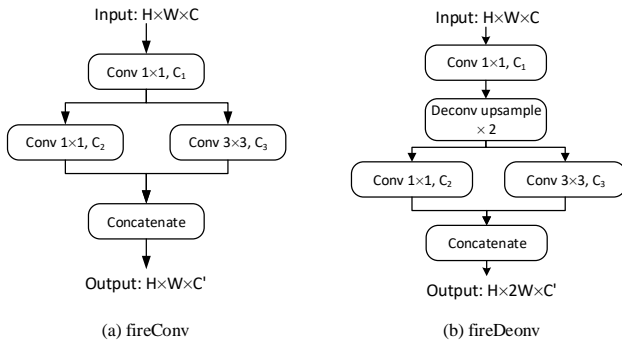 Input: H×W×C
Conv 1×1, C₁
Conv 1×1, C₂
Conv 3×3, C₃
Concatenate
Output: H×W×C'
(a) fireConv
Input: H×W×C
Conv 1×1, C₁
Deconv upsample
× 2
Conv 1×1, C₂
Conv 3×3, C₃
Concatenate
Output: H×2W×C'
(b) fireDeonv